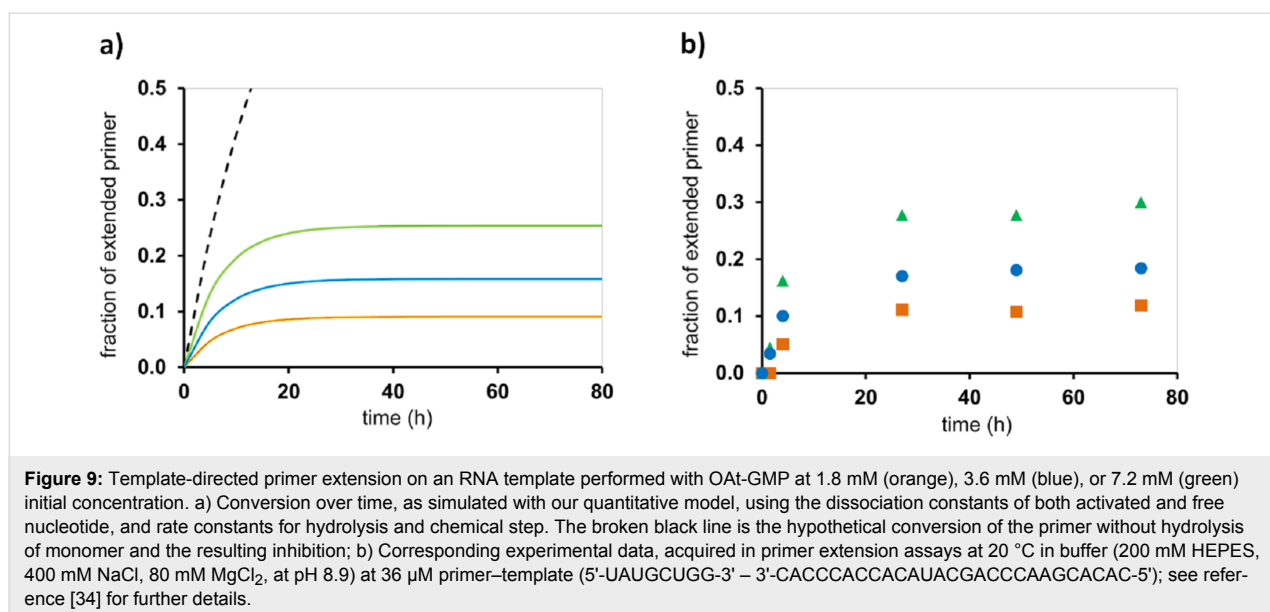 a)
fraction of extended primer
0.5
0.4
0.3
0.2
0.1
0.0
0 20 40 60 80
time (h)
b)
fraction of extended primer
0.5
0.4
0.3
0.2
0.1
0.0
0 20 40 60 80
time (h)
Figure 9: Template-directed primer extension on an RNA template performed with OAt-GMP at 1.8 mM (orange), 3.6 mM (blue), or 7.2 mM (green)
initial concentration. a) Conversion over time, as simulated with our quantitative model, using the dissociation constants of both activated and free
nucleotide, and rate constants for hydrolysis and chemical step. The broken black line is the hypothetical conversion of the primer without hydrolysis
of monomer and the resulting inhibition; b) Corresponding experimental data, acquired in primer extension assays at 20 °C in buffer (200 mM HEPES,
400 mM NaCl, 80 mM MgCl₂, at pH 8.9) at 36 µM primer–template (5'-UAUGCUGG-3' – 3'-CACCCACCACAUACGACCCAAGCACAC-5'); see refer-
ence [34] for further details.